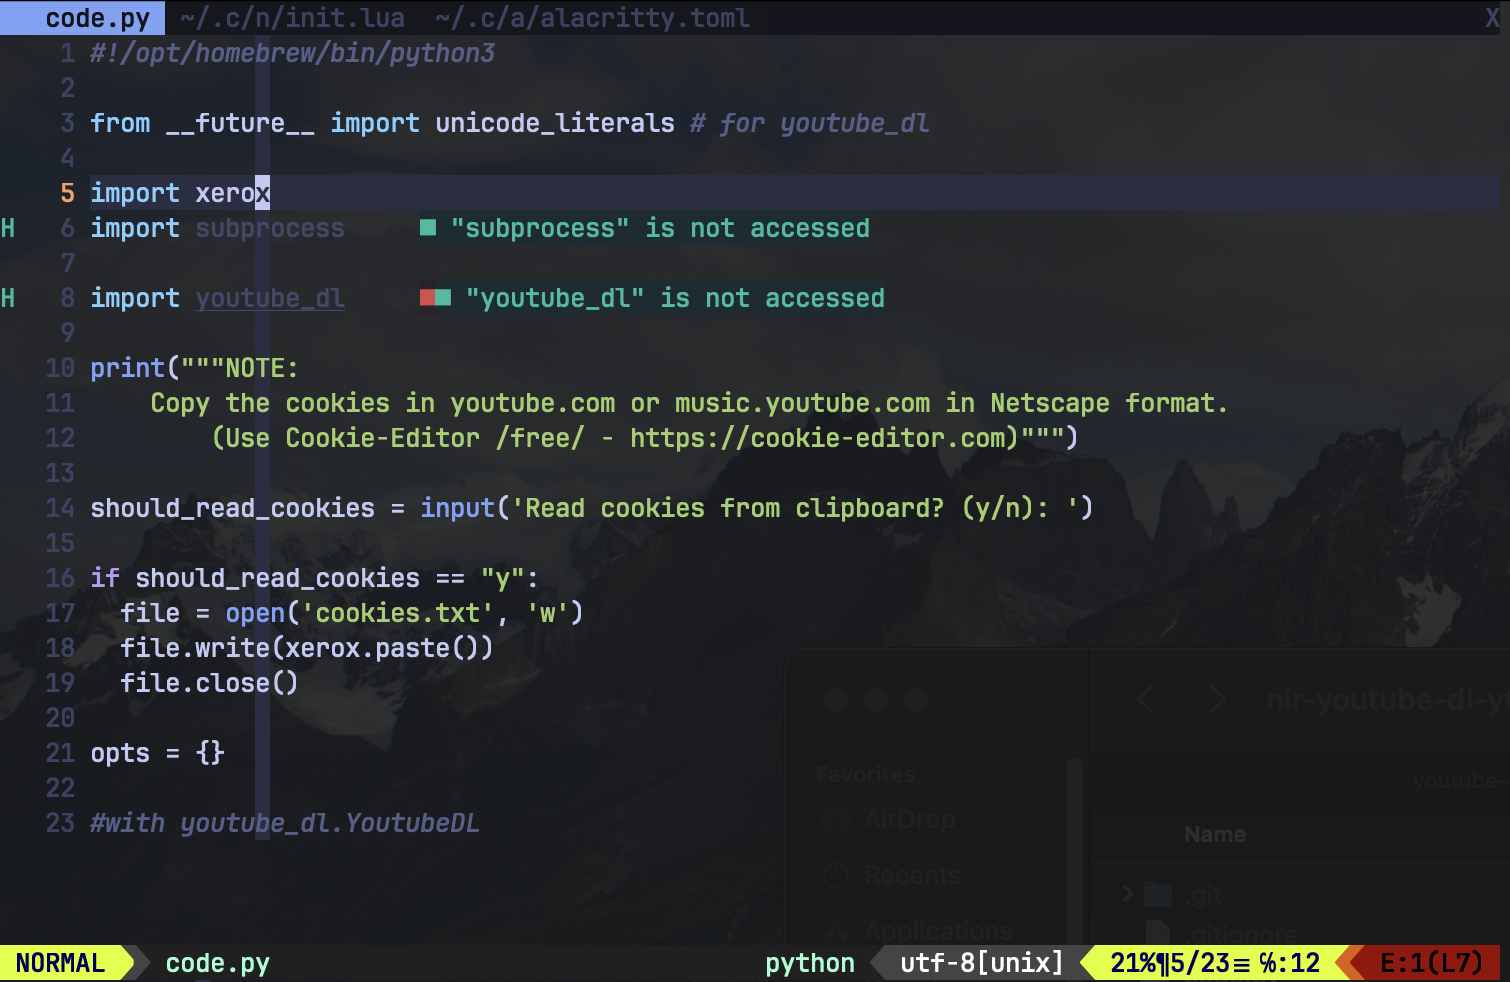 code.py ~/.c/n/init.lua ~/.c/a/alacritty.toml X
1 #!/opt/homebrew/bin/python3
2
3 from __future__ import unicode_literals # for youtube_dl
4
5 import xerox
H 6 import subprocess ■ "subprocess" is not accessed
7
H 8 import youtube_dl ■■ "youtube_dl" is not accessed
9
10 print("""NOTE:
11     Copy the cookies in youtube.com or music.youtube.com in Netscape format.
12         (Use Cookie-Editor /free/ - https://cookie-editor.com)""")
13
14 should_read_cookies = input('Read cookies from clipboard? (y/n): ')
15
16 if should_read_cookies == "y":
17   file = open('cookies.txt', 'w')
18   file.write(xerox.paste())
19   file.close()
20
21 opts = {}
22
23 #with youtube_dl.YoutubeDL
nir-youtube-dl-yt
Favorites
youtube-
AirDrop
Name
Recents
.git
Applications
.gitignore
NORMAL code.py python utf-8[unix] 21%¶5/23≡ ℅:12 E:1(L7)